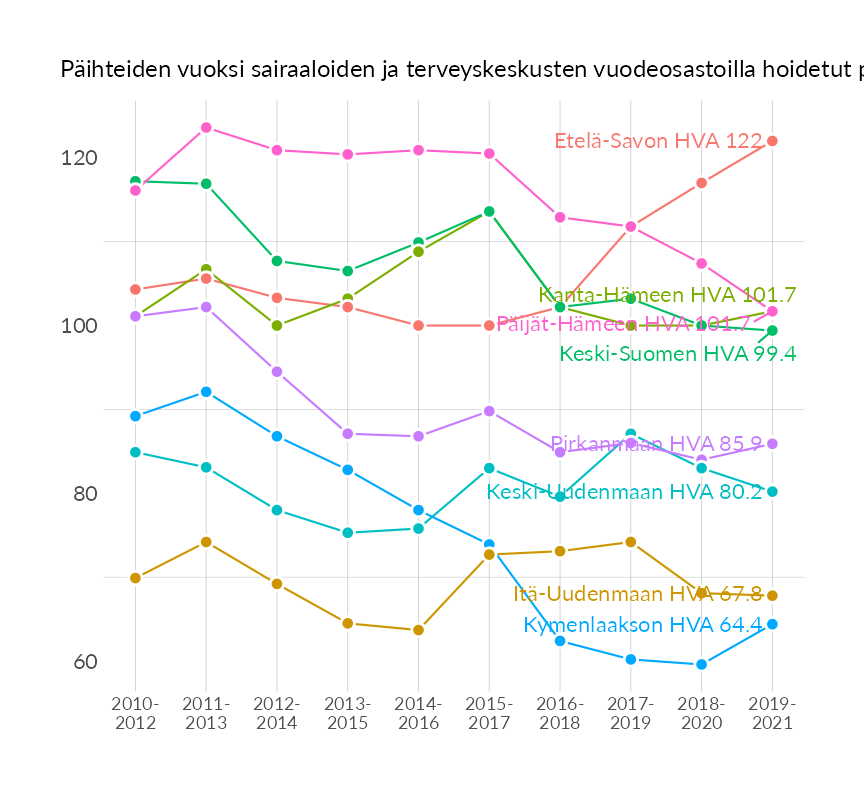 Päihteiden vuoksi sairaaloiden ja terveyskeskusten vuodeosastoilla hoidetut
120
100
80
60
Etelä-Savon HVA 122
Kanta-Hämeen HVA 101.7
Päijät-Hämeen HVA 101.7
Keski-Suomen HVA 99.4
Pirkanmaan HVA 85.9
Keski-Uudenmaan HVA 80.2
Itä-Uudenmaan HVA 67.8
Kymenlaakson HVA 64.4
2010- 2011- 2012- 2013- 2014- 2015- 2016- 2017- 2018- 2019-
2012 2013 2014 2015 2016 2017 2018 2019 2020 2021